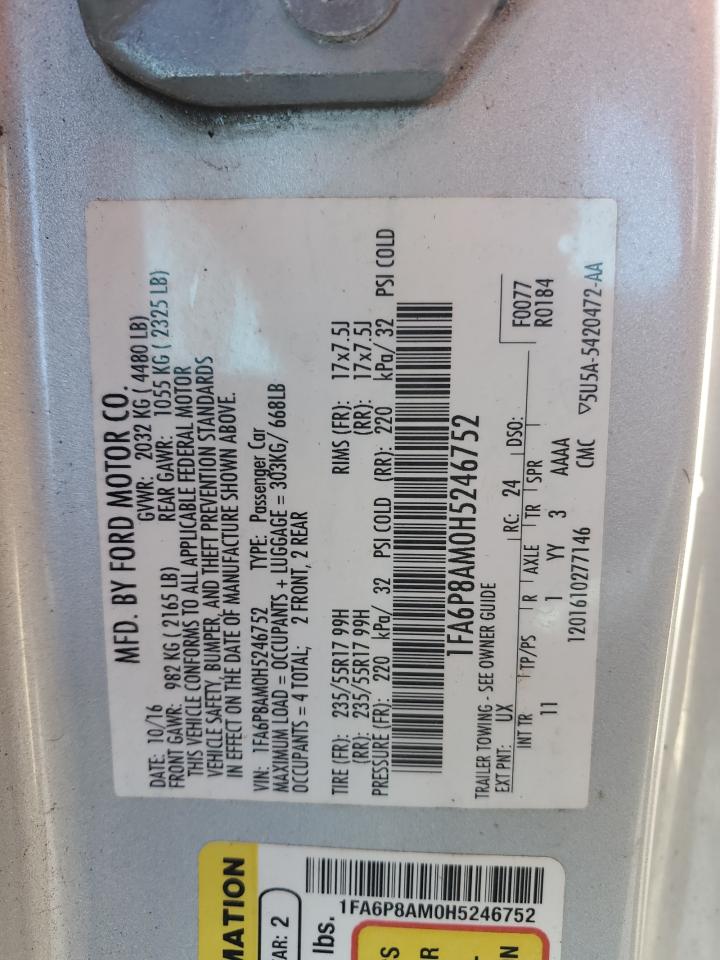 MFD. BY FORD MOTOR CO.
DATE: 10/16 GVWR: 2032 KG ( 4480 LB)
FRONT GAWR: 982 KG ( 2165 LB) REAR GAWR: 1055 KG ( 2325 LB)
THIS VEHICLE CONFORMS TO ALL APPLICABLE FEDERAL MOTOR
VEHICLE SAFETY, BUMPER, AND THEFT PREVENTION STANDARDS
IN EFFECT ON THE DATE OF MANUFACTURE SHOWN ABOVE.
VIN: 1FA6P8AM0H5246752 TYPE: Passenger Car
MAXIMUM LOAD = OCCUPANTS + LUGGAGE = 303KG/ 668LB
OCCUPANTS = 4 TOTAL; 2 FRONT, 2 REAR
TIRE (FR): 235/55R17 99H RIMS (FR): 17x7.5J
(RR): 235/55R17 99H (RR): 17x7.5J
PRESSURE (FR): 220 kPa/ 32 PSI COLD (RR): 220 kPa/ 32 PSI COLD
1FA6P8AM0H5246752
TRAILER TOWING - SEE OWNER GUIDE
EXT PNT: UX RC: 24 DSO: F0077
R0184
INT TR TP/PS R AXLE TR SPR
11 1 YY 3 AAAA
CMC
1201610277146 ▽5U5A-5420472-AA
MATION
EAR: 2
lbs.
1FA6P8AM0H5246752
S
R
N